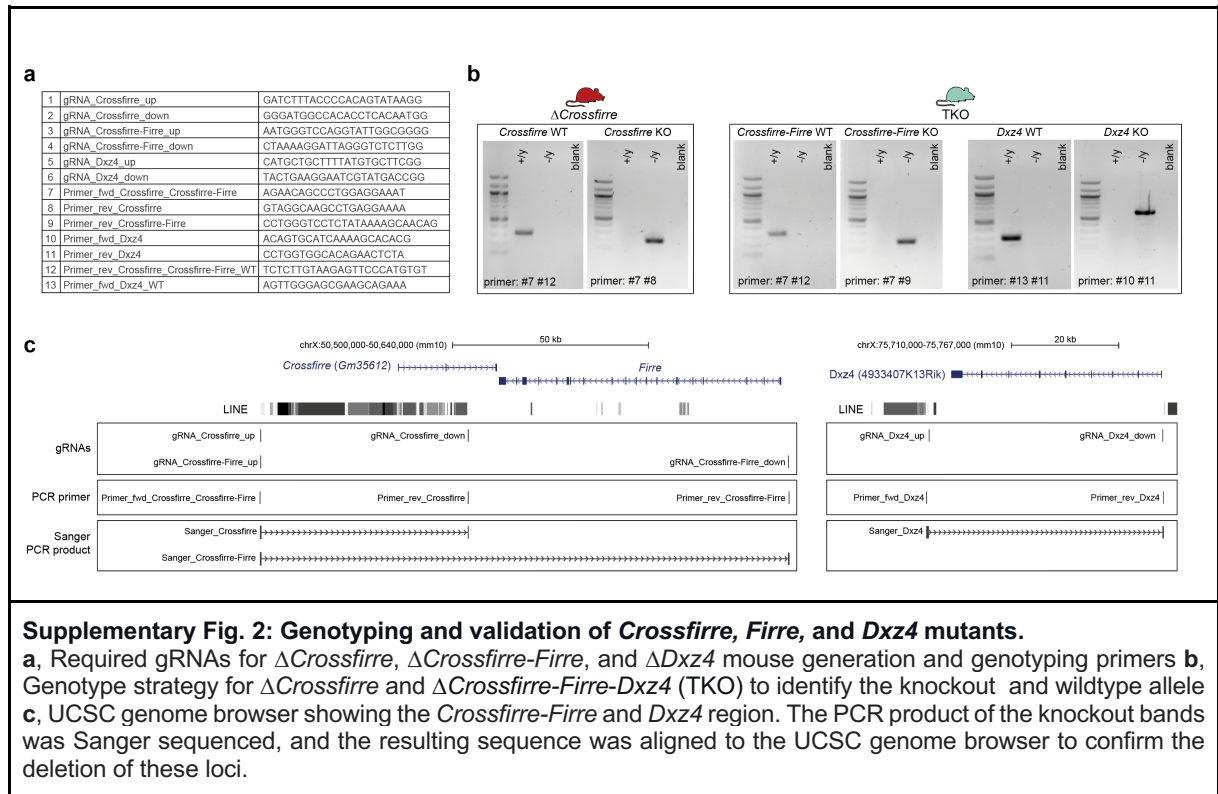 a
1 gRNA_Crossfirre_up GATCTTTACCCCACAGTATAAGG
2 gRNA_Crossfirre_down GGGATGGCCACACCTCACAATGG
3 gRNA_Crossfirre-Firre_up AATGGGTCCAGGTATTGGCGGGG
4 gRNA_Crossfirre-Firre_down CTAAAAGGATTAGGGTCTCTTGG
5 gRNA_Dxz4_up CATGCTGCTTTTATGTGCTTCGG
6 gRNA_Dxz4_down TACTGAAGGAATCGTATGACCGG
7 Primer_fwd_Crossfirre_Crossfirre-Firre AGAACAGCCCTGGAGGAAAT
8 Primer_rev_Crossfirre GTAGGCAAGCCTGAGGAAAA
9 Primer_rev_Crossfirre-Firre CCTGGGTCCTCTATAAAAGCAACAG
10 Primer_fwd_Dxz4 ACAGTGCATCAAAAGCACACG
11 Primer_rev_Dxz4 CCTGGTGGCACAGAACTCTA
12 Primer_rev_Crossfirre_Crossfirre-Firre_WT TCTCTTGTAAGAGTTCCCATGTGT
13 Primer_fwd_Dxz4_WT AGTTGGGAGCGAAGCAGAAA
b
ΔCrossfirre
Crossfirre WT Crossfirre KO
+/y -/y blank +/y -/y blank
primer: #7 #12 primer: #7 #8
TKO
Crossfirre-Firre WT Crossfirre-Firre KO Dxz4 WT Dxz4 KO
+/y -/y blank +/y -/y blank +/y -/y blank +/y -/y blank
primer: #7 #12 primer: #7 #9 primer: #13 #11 primer: #10 #11
c
chrX:50,500,000-50,640,000 (mm10) 50 kb
Crossfirre (Gm35612) Firre
LINE
gRNAs
gRNA_Crossfirre_up gRNA_Crossfirre_down
gRNA_Crossfirre-Firre_up gRNA_Crossfirre-Firre_down
PCR primer Primer_fwd_Crossfirre_Crossfirre-Firre Primer_rev_Crossfirre Primer_rev_Crossfirre-Firre
Sanger
PCR product
Sanger_Crossfirre
Sanger_Crossfirre-Firre
chrX:75,710,000-75,767,000 (mm10) 20 kb
Dxz4 (4933407K13Rik)
LINE
gRNA_Dxz4_up gRNA_Dxz4_down
Primer_fwd_Dxz4 Primer_rev_Dxz4
Sanger_Dxz4
Supplementary Fig. 2: Genotyping and validation of Crossfirre, Firre, and Dxz4 mutants.
a, Required gRNAs for ΔCrossfirre, ΔCrossfirre-Firre, and ΔDxz4 mouse generation and genotyping primers b,
Genotype strategy for ΔCrossfirre and ΔCrossfirre-Firre-Dxz4 (TKO) to identify the knockout and wildtype allele
c, UCSC genome browser showing the Crossfirre-Firre and Dxz4 region. The PCR product of the knockout bands
was Sanger sequenced, and the resulting sequence was aligned to the UCSC genome browser to confirm the
deletion of these loci.